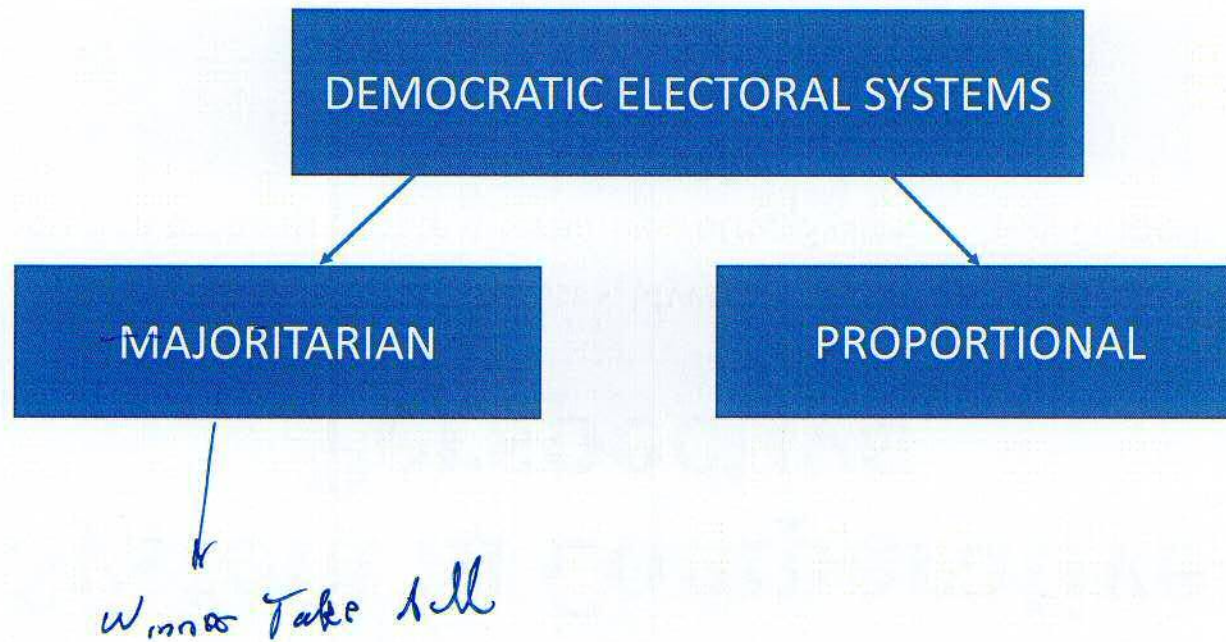 DEMOCRATIC ELECTORAL SYSTEMS
MAJORITARIAN
PROPORTIONAL
Winner Take All